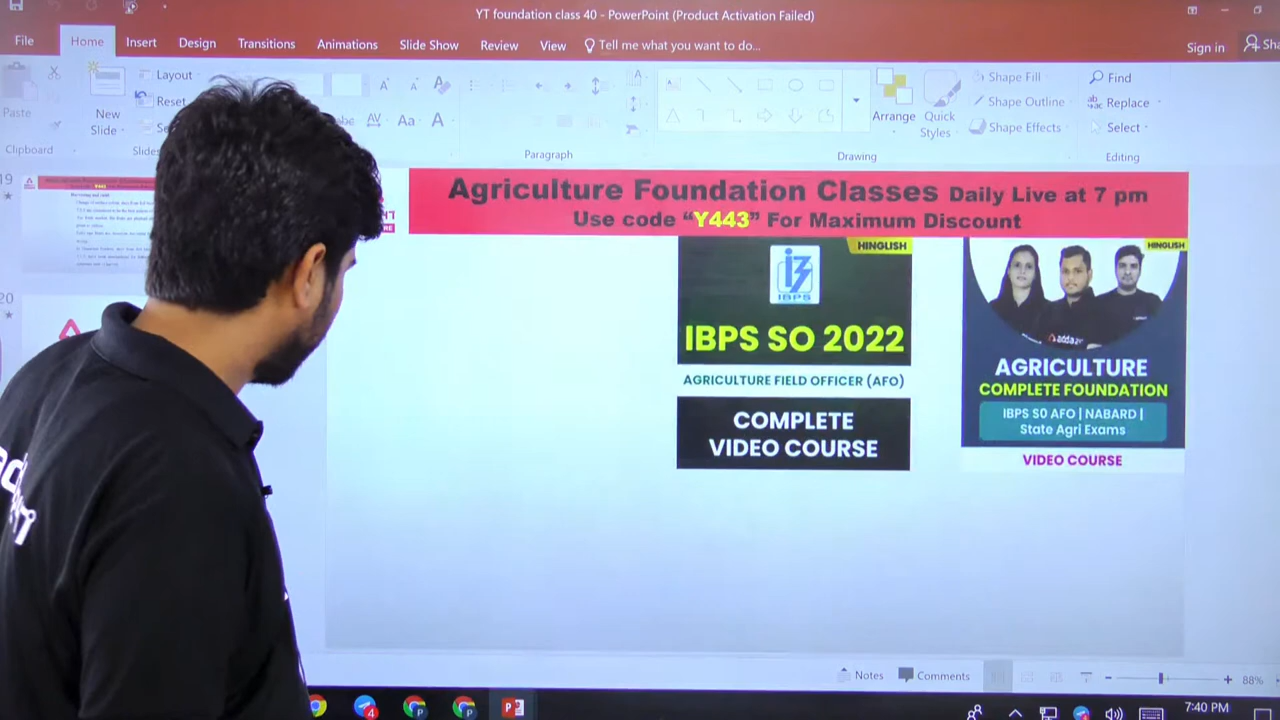 YT foundation class 40 - PowerPoint (Product Activation Failed)
File Home Insert Design Transitions Animations Slide Show Review View Tell me what you want to do...
Sign in
Paste
New Slide
Layout
Reset
Aa
A
Arrange
Quick Styles
Shape Fill
Shape Outline
Shape Effects
Find
Replace
Select
Clipboard
Slides
Paragraph
Drawing
Editing
19
20
Agriculture Foundation Classes Daily Live at 7 pm
Use code “Y443” For Maximum Discount
HINGLISH
IBPS
IBPS SO 2022
AGRICULTURE FIELD OFFICER (AFO)
COMPLETE
VIDEO COURSE
HINGLISH
AGRICULTURE
COMPLETE FOUNDATION
IBPS SO AFO | NABARD |
State Agri Exams
VIDEO COURSE
Notes
Comments
88%
4
7:40 PM